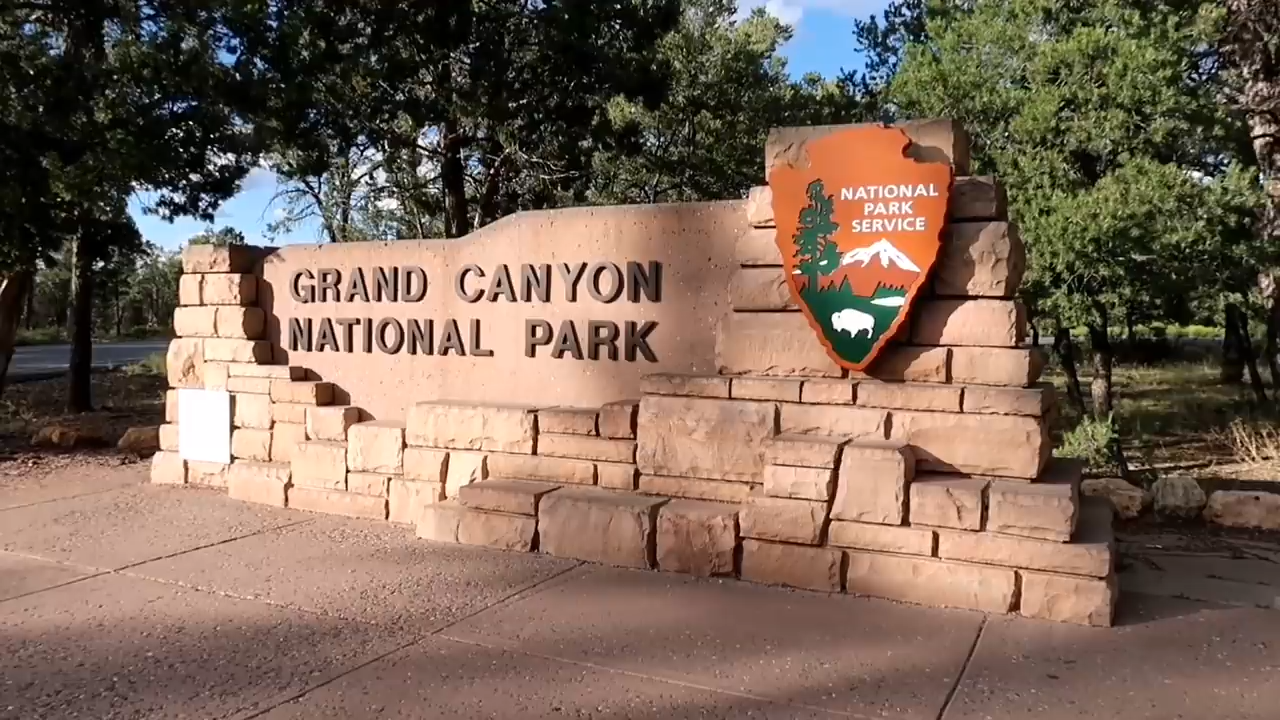 GRAND CANYON
NATIONAL PARK
NATIONAL
PARK
SERVICE